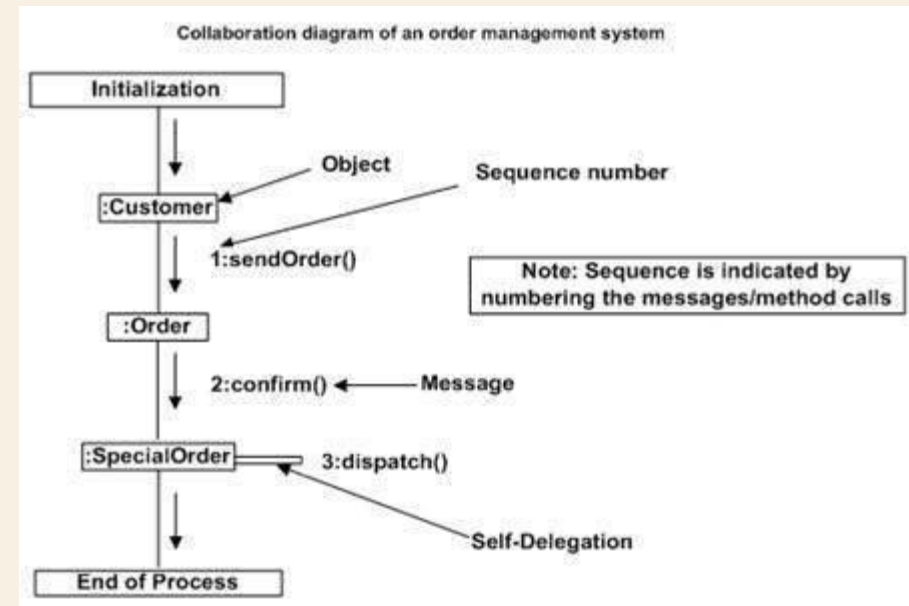 Collaboration diagram of an order management system
Initialization
Object
Sequence number
:Customer
1:sendOrder()
Note: Sequence is indicated by
numbering the messages/method calls
:Order
2:confirm()
Message
:SpecialOrder
3:dispatch()
Self-Delegation
End of Process